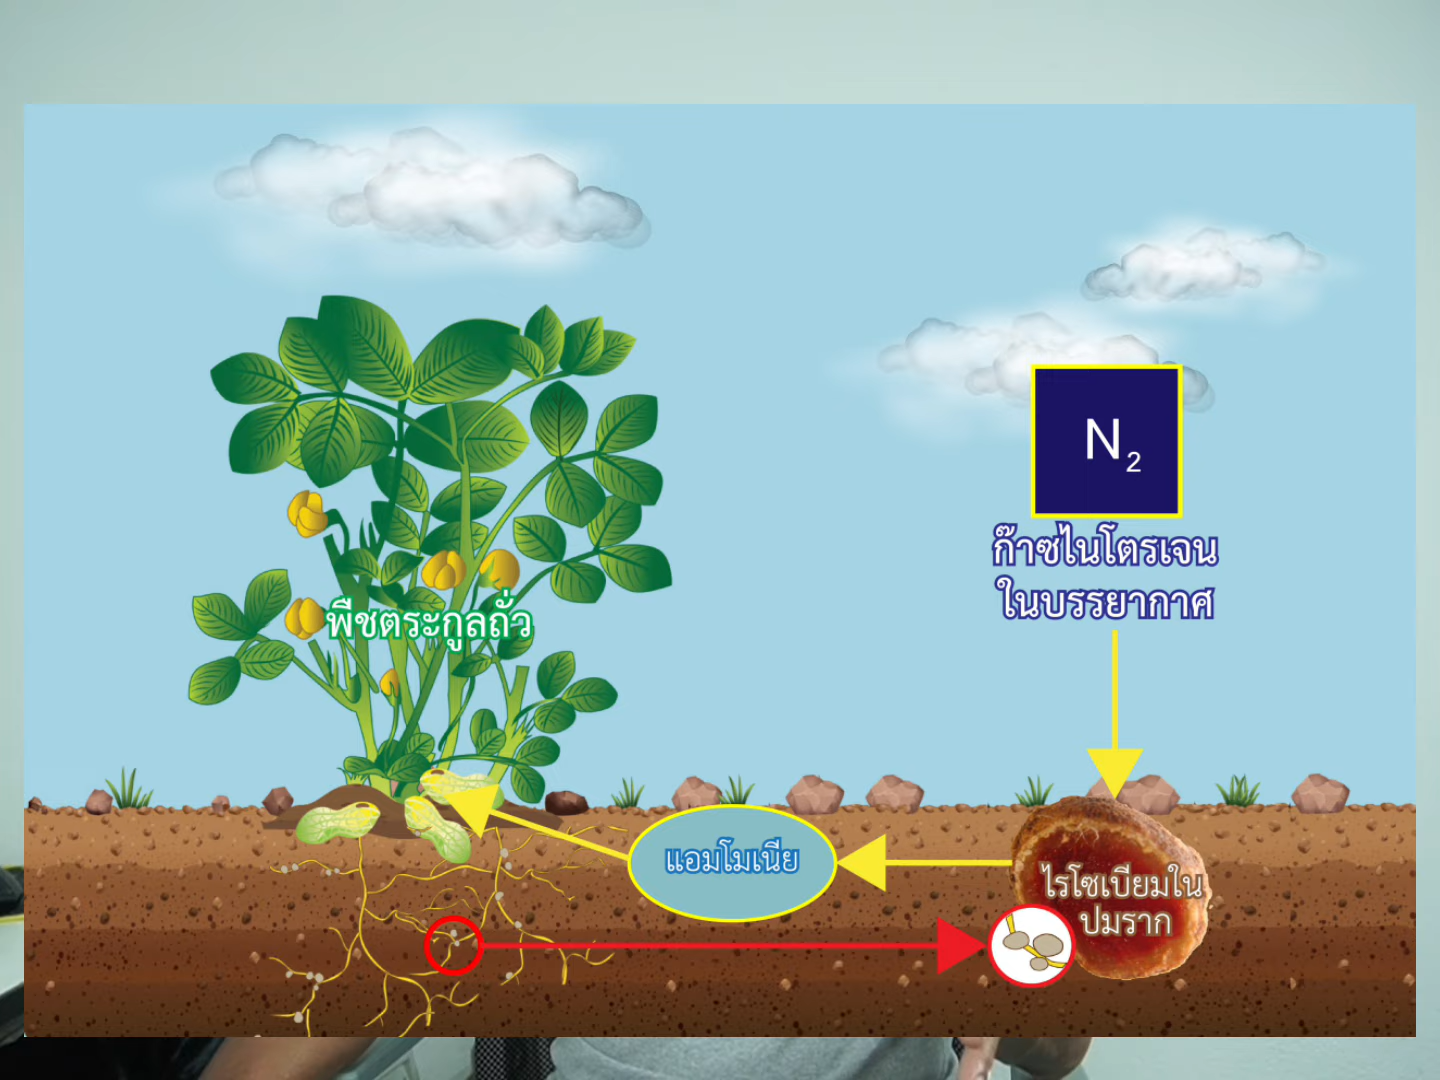 N2
ก๊าซไนโตรเจน
ในบรรยากาศ
พืชตระกูลถั่ว
แอมโมเนีย
ไรโซเบียมใน
ปมราก